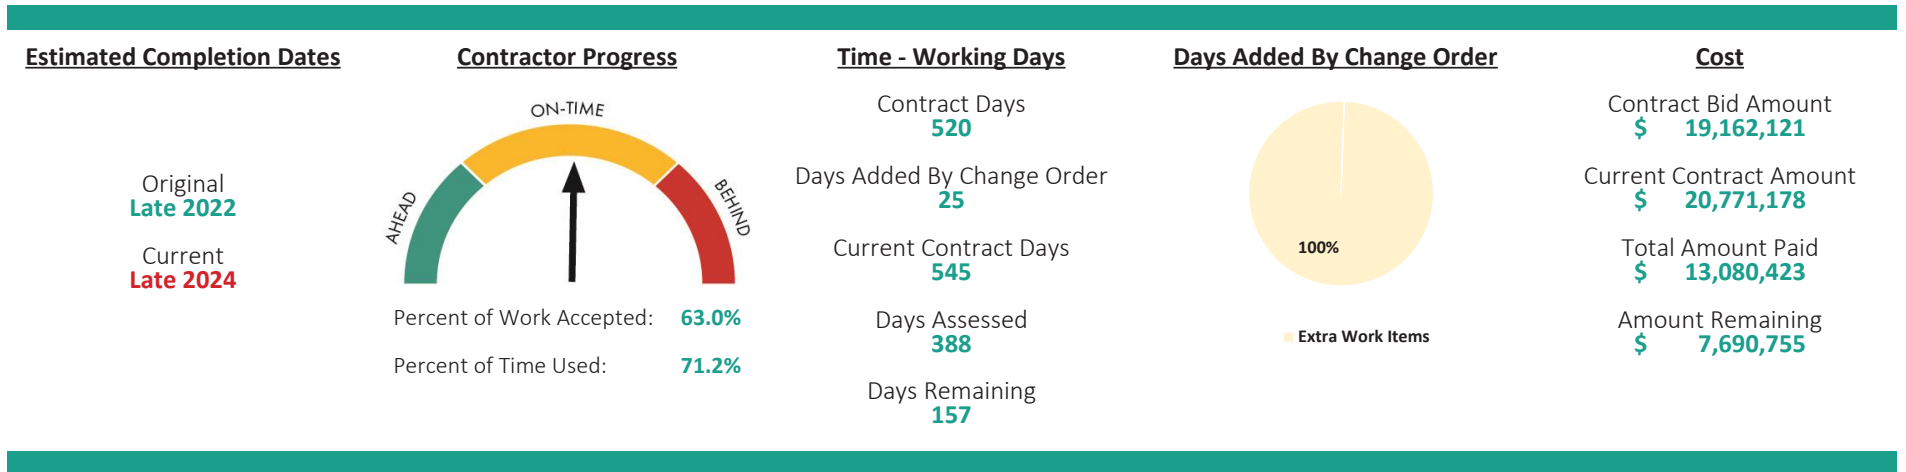 Estimated Completion Dates
Original
Late 2022
Current
Late 2024
Contractor Progress
ON-TIME
AHEAD
BEHIND
Percent of Work Accepted: 63.0%
Percent of Time Used: 71.2%
Time - Working Days
Contract Days
520
Days Added By Change Order
25
Current Contract Days
545
Days Assessed
388
Days Remaining
157
Days Added By Change Order
100%
Extra Work Items
Cost
Contract Bid Amount
$ 19,162,121
Current Contract Amount
$ 20,771,178
Total Amount Paid
$ 13,080,423
Amount Remaining
$ 7,690,755